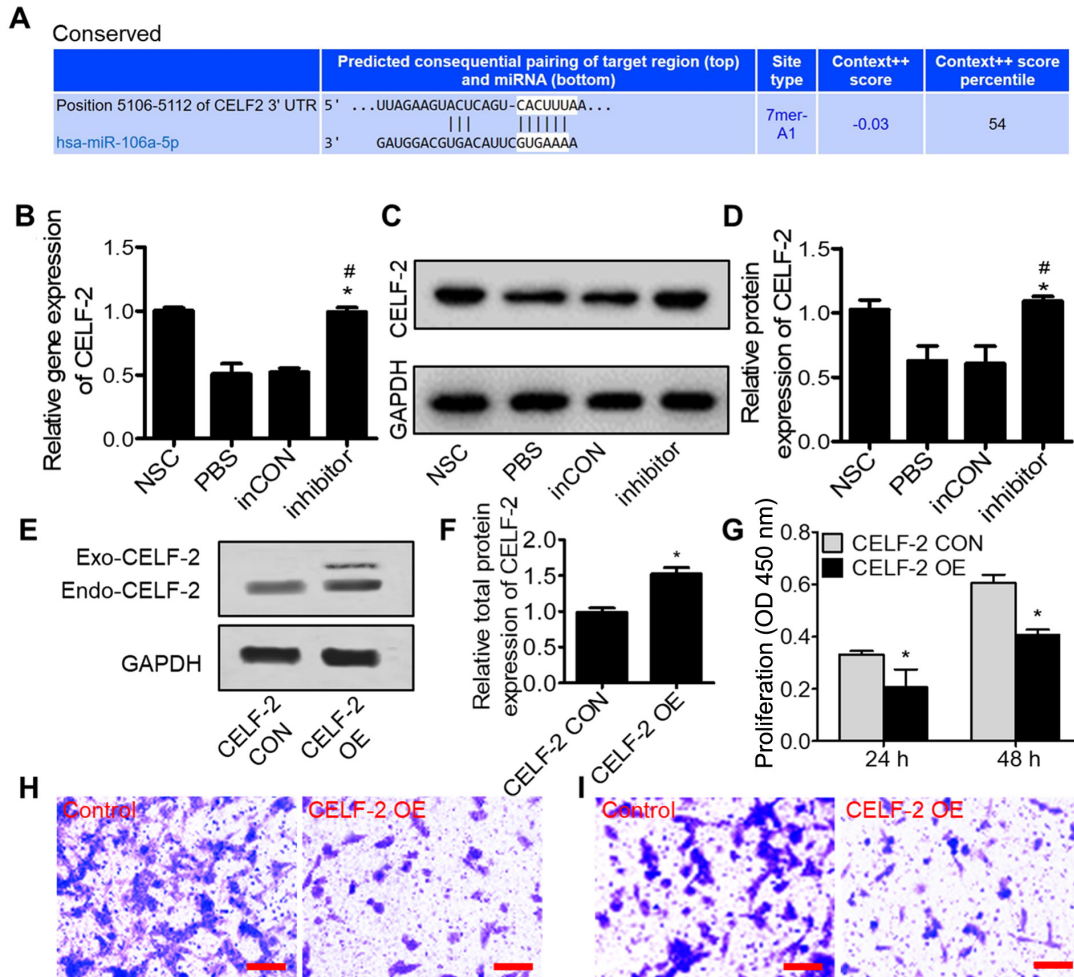 A
Conserved
Predicted consequential pairing of target region (top) and miRNA (bottom)
Site type
Context++ score
Context++ score percentile
Position 5106-5112 of CELF2 3' UTR
5' ...UUAGAAGUACUCAGU-CACUUUAA...
hsa-miR-106a-5p
3' GAUGGACGUGACAUUCGUGAAAA
7mer-A1
-0.03
54
B
Relative gene expression of CELF-2
1.5
1.0
0.5
0.0
#
*
NSC
PBS
inCON
inhibitor
C
CELF-2
GAPDH
NSC
PBS
inCON
inhibitor
D
Relative protein expression of CELF-2
1.5
1.0
0.5
0.0
#
*
NSC
PBS
inCON
inhibitor
E
Exo-CELF-2
Endo-CELF-2
GAPDH
CELF-2 CON
CELF-2 OE
F
Relative total protein expression of CELF-2
2.0
1.5
1.0
0.5
0.0
*
CELF-2 CON
CELF-2 OE
G
Proliferation (OD 450 nm)
0.8
0.6
0.4
0.2
0.0
CELF-2 CON
CELF-2 OE
*
*
24 h
48 h
H
Control
CELF-2 OE
I
Control
CELF-2 OE